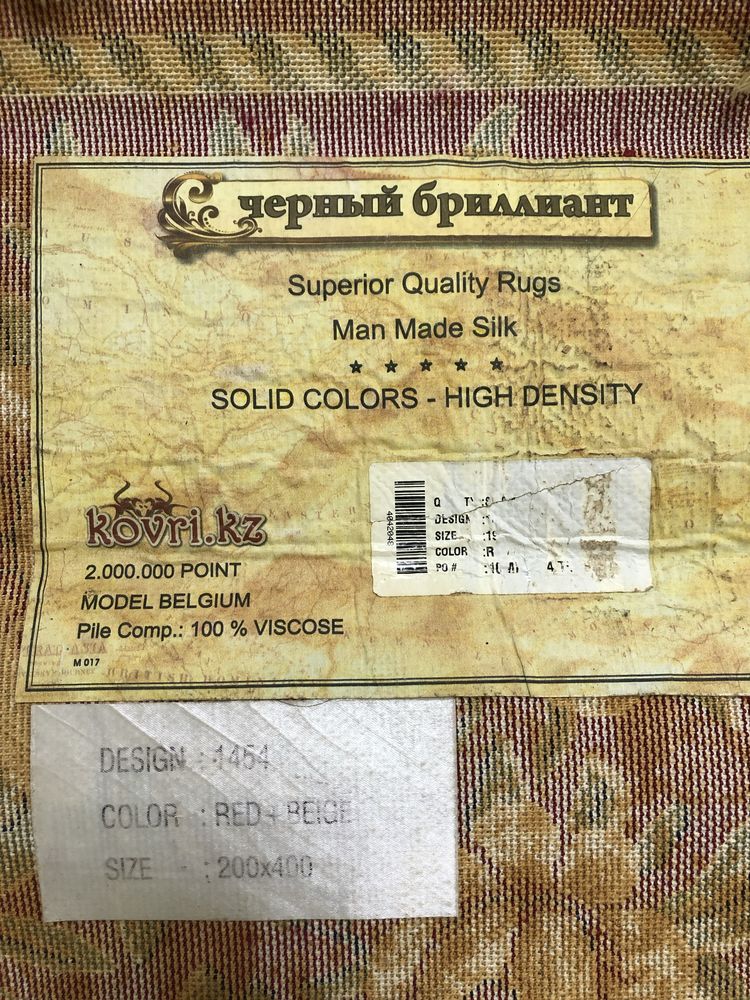 черный бриллиант
Superior Quality Rugs
Man Made Silk
★ ★ ★ ★ ★
SOLID COLORS - HIGH DENSITY
kovri.kz
2.000.000 POINT
MODEL BELGIUM
Pile Comp.: 100 % VISCOSE
M 017
DESIGN :
SIZE
COLOR : R
PO # :
DESIGN : 1454
COLOR : RED + BEIGE
SIZE - : 200x400